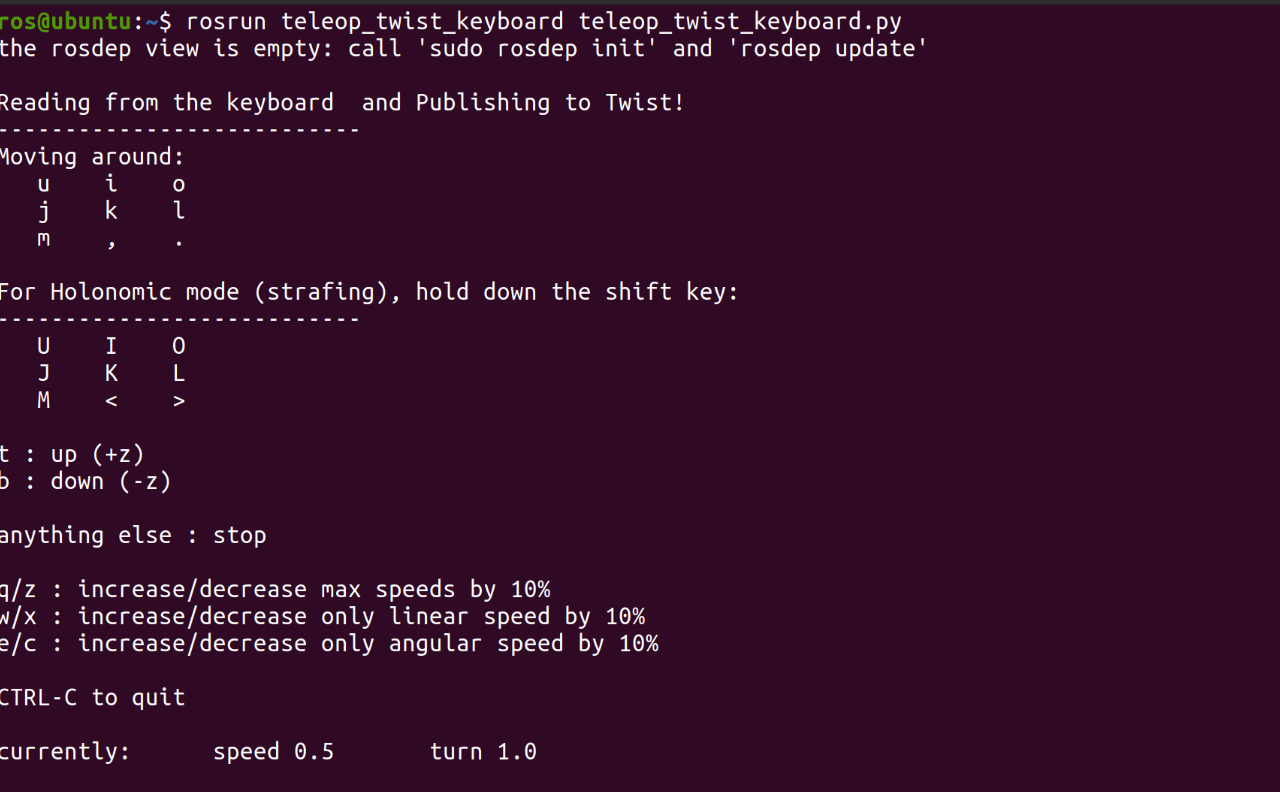 ros@ubuntu:~$ rosrun teleop_twist_keyboard teleop_twist_keyboard.py
the rosdep view is empty: call 'sudo rosdep init' and 'rosdep update'

Reading from the keyboard  and Publishing to Twist!
---------------------------
Moving around:
   u    i    o
   j    k    l
   m    ,    .

For Holonomic mode (strafing), hold down the shift key:
---------------------------
   U    I    O
   J    K    L
   M    <    >

t : up (+z)
b : down (-z)

anything else : stop

q/z : increase/decrease max speeds by 10%
w/x : increase/decrease only linear speed by 10%
e/c : increase/decrease only angular speed by 10%

CTRL-C to quit

currently:      speed 0.5       turn 1.0